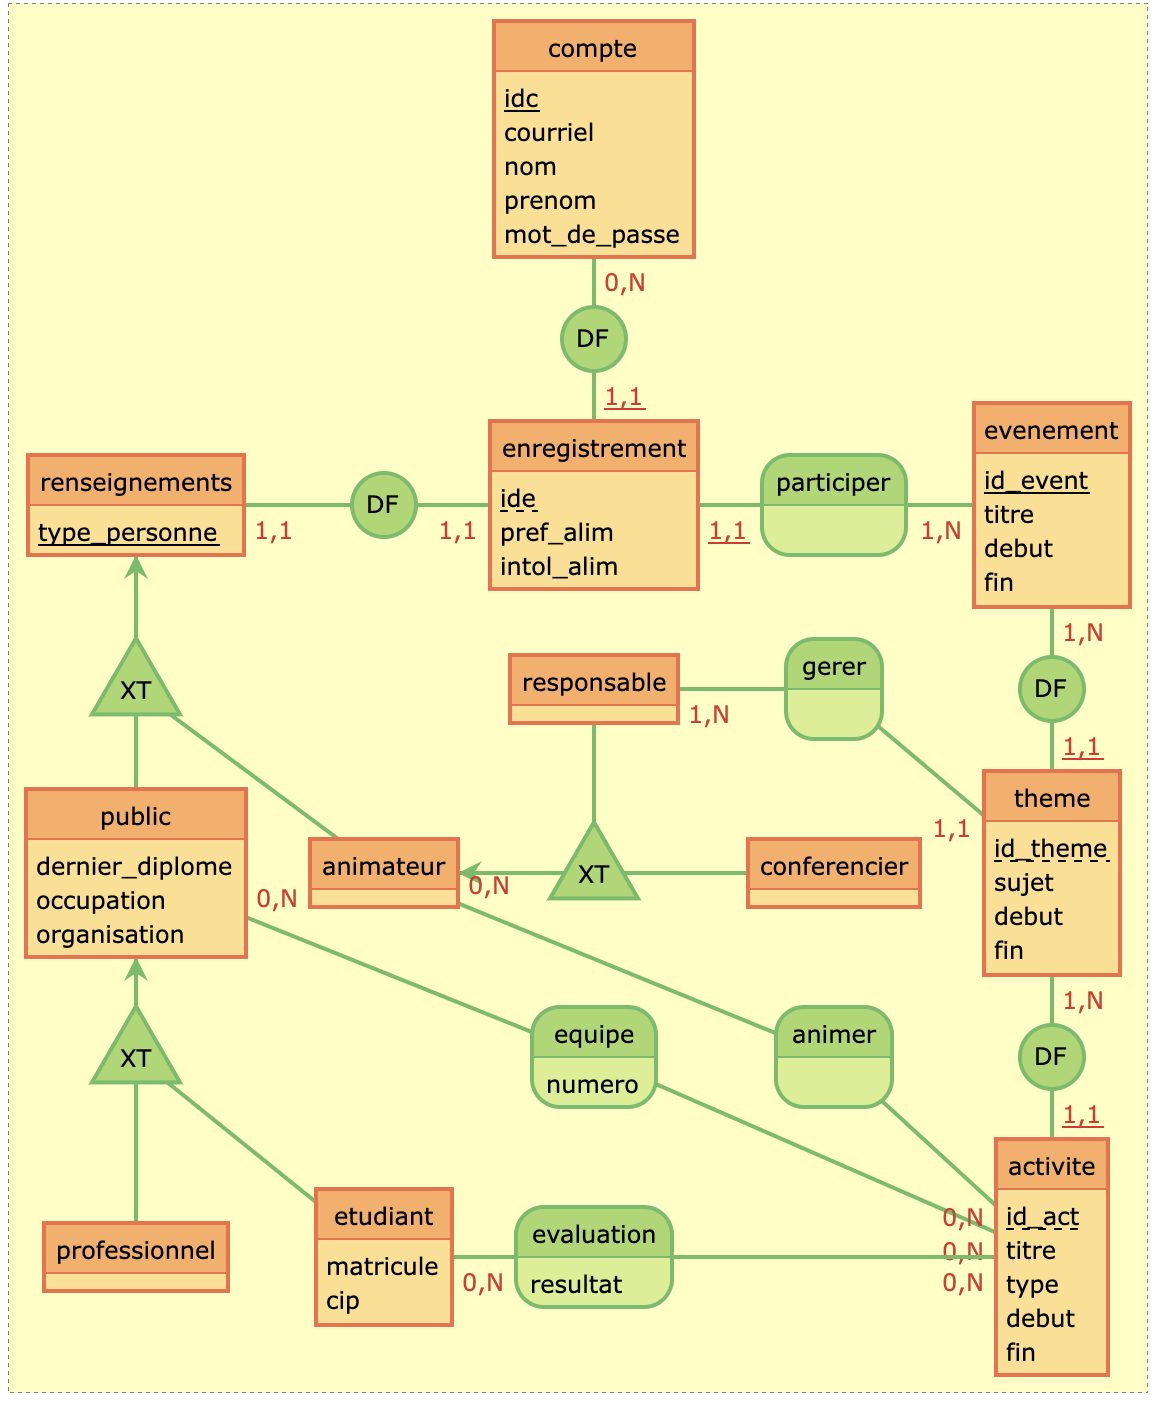 compte
idc
courriel
nom
prenom
mot_de_passe
0,N
DF
1,1
renseignements
type_personne
1,1
DF
1,1
enregistrement
ide
pref_alim
intol_alim
1,1
participer
1,N
evenement
id_event
titre
debut
fin
1,N
DF
1,1
XT
responsable
1,N
gerer
1,1
theme
id_theme
sujet
debut
fin
public
dernier_diplome
occupation
organisation
0,N
animateur
0,N
XT
conferencier
1,N
DF
1,1
XT
equipe
numero
animer
professionnel
etudiant
matricule
cip
0,N
evaluation
resultat
0,N
0,N
0,N
activite
id_act
titre
type
debut
fin